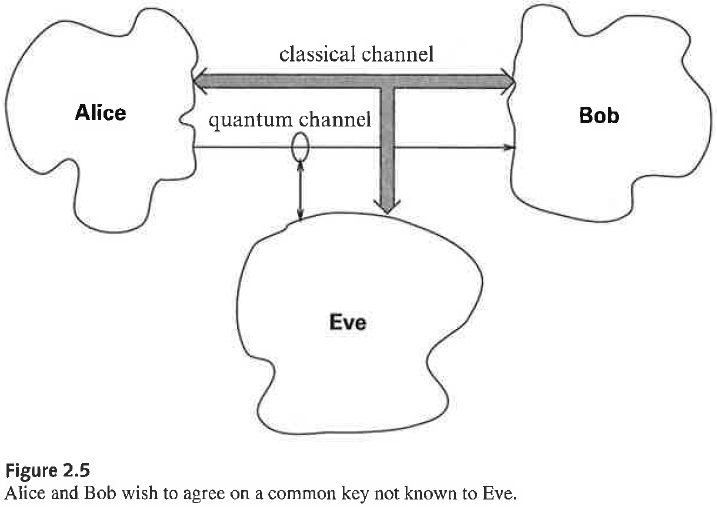 classical channel
Alice
quantum channel
Bob
Eve
Figure 2.5
Alice and Bob wish to agree on a common key not known to Eve.